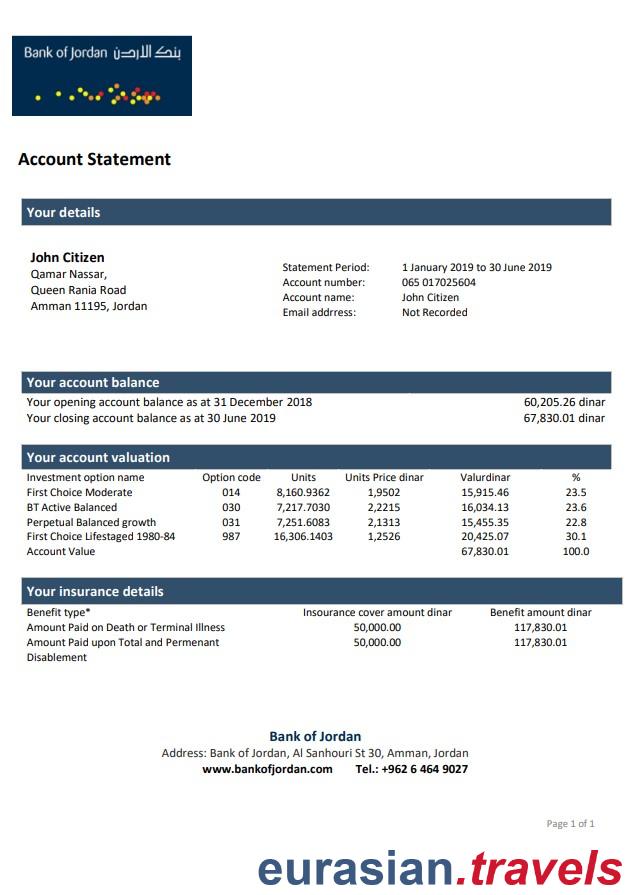 Bank of Jordan بنك الاردن
Account Statement
Your details
John Citizen
Qamar Nassar,
Queen Rania Road
Amman 11195, Jordan
Statement Period: 1 January 2019 to 30 June 2019
Account number: 065 017025604
Account name: John Citizen
Email addrress: Not Recorded
Your account balance
Your opening account balance as at 31 December 2018 60,205.26 dinar
Your closing account balance as at 30 June 2019 67,830.01 dinar
Your account valuation
Investment option name Option code Units Units Price dinar Valurdinar %
First Choice Moderate 014 8,160.9362 1,9502 15,915.46 23.5
BT Active Balanced 030 7,217.7030 2,2215 16,034.13 23.6
Perpetual Balanced growth 031 7,251.6083 2,1313 15,455.35 22.8
First Choice Lifestaged 1980-84 987 16,306.1403 1,2526 20,425.07 30.1
Account Value 67,830.01 100.0
Your insurance details
Benefit type* Insourance cover amount dinar Benefit amount dinar
Amount Paid on Death or Terminal Illness 50,000.00 117,830.01
Amount Paid upon Total and Permenant 50,000.00 117,830.01
Disablement
Bank of Jordan
Address: Bank of Jordan, Al Sanhouri St 30, Amman, Jordan
www.bankofjordan.com Tel.: +962 6 464 9027
Page 1 of 1
eurasian.travels